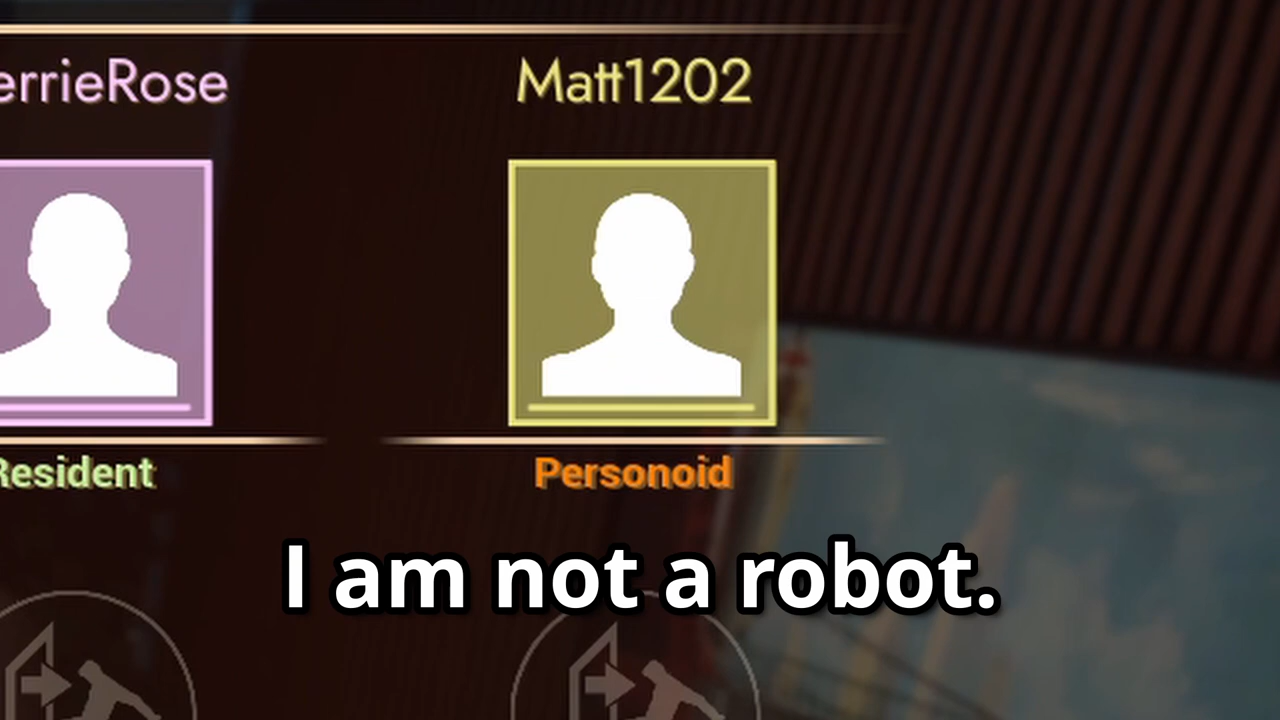 errieRose
Matt1202
Resident
Personoid
I am not a robot.